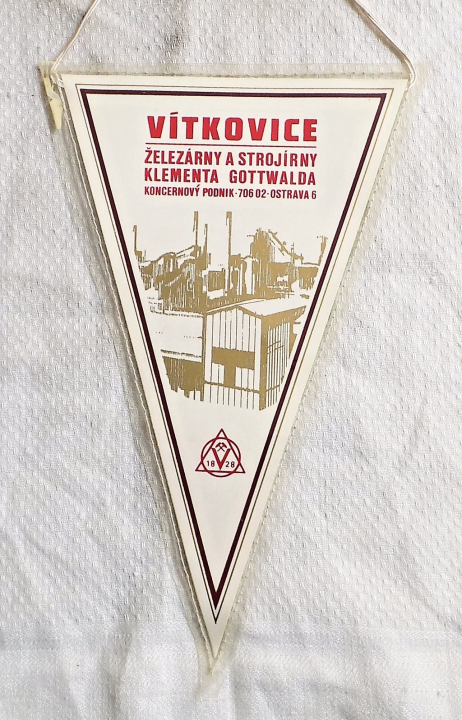 VÍTKOVICE
ŽELEZÁRNY A STROJÍRNY
KLEMENTA GOTTWALDA
KONCERNOVÝ PODNIK·706 02·OSTRAVA 6
18 V 28